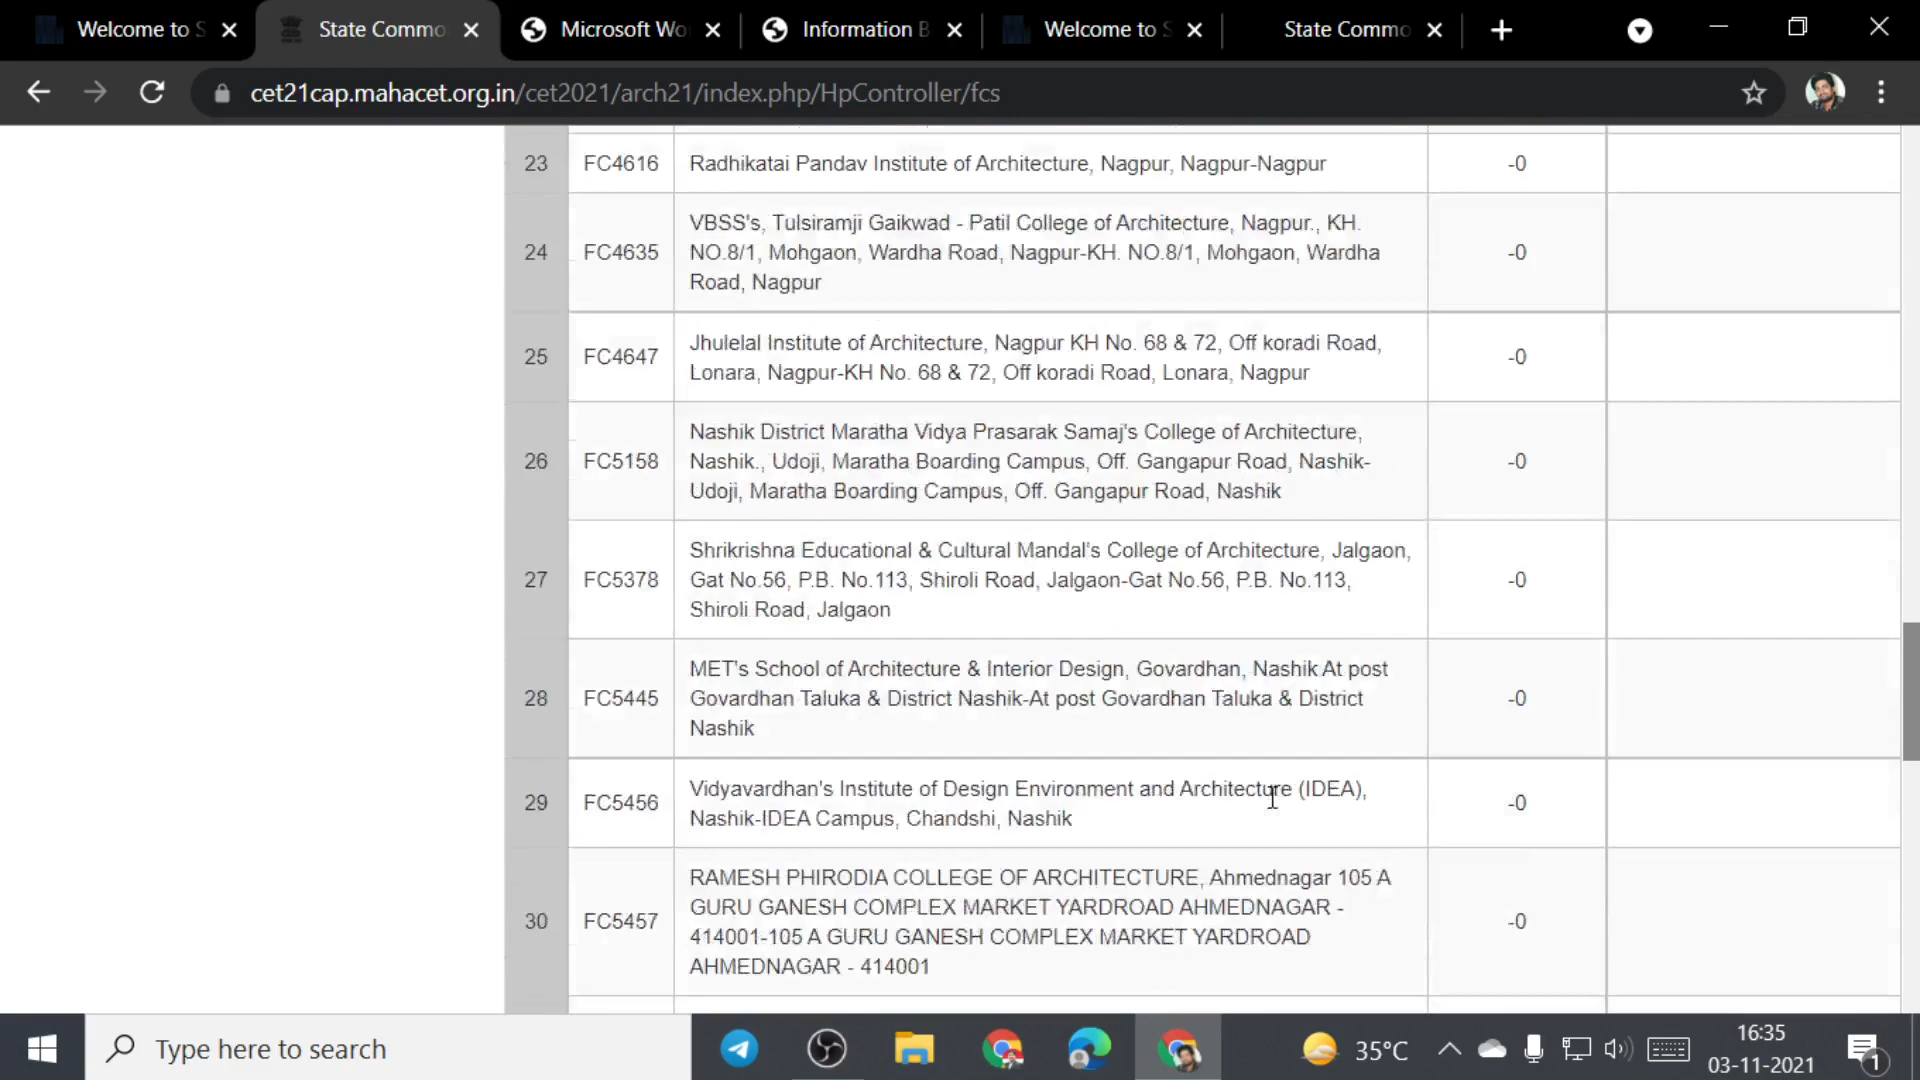 Welcome to S
State Commo
Microsoft Wo
Information B
Welcome to S
State Commo
cet21cap.mahacet.org.in/cet2021/arch21/index.php/HpController/fcs
23 FC4616 Radhikatai Pandav Institute of Architecture, Nagpur, Nagpur-Nagpur -0
VBSS's, Tulsiramji Gaikwad - Patil College of Architecture, Nagpur., KH.
24 FC4635 NO.8/1, Mohgaon, Wardha Road, Nagpur-KH. NO.8/1, Mohgaon, Wardha -0
Road, Nagpur
25 FC4647 Jhulelal Institute of Architecture, Nagpur KH No. 68 & 72, Off koradi Road, -0
Lonara, Nagpur-KH No. 68 & 72, Off koradi Road, Lonara, Nagpur
Nashik District Maratha Vidya Prasarak Samaj's College of Architecture,
26 FC5158 Nashik., Udoji, Maratha Boarding Campus, Off. Gangapur Road, Nashik- -0
Udoji, Maratha Boarding Campus, Off. Gangapur Road, Nashik
Shrikrishna Educational & Cultural Mandal's College of Architecture, Jalgaon,
27 FC5378 Gat No.56, P.B. No.113, Shiroli Road, Jalgaon-Gat No.56, P.B. No.113, -0
Shiroli Road, Jalgaon
MET's School of Architecture & Interior Design, Govardhan, Nashik At post
28 FC5445 Govardhan Taluka & District Nashik-At post Govardhan Taluka & District -0
Nashik
29 FC5456 Vidyavardhan's Institute of Design Environment and Architecture (IDEA), -0
Nashik-IDEA Campus, Chandshi, Nashik
RAMESH PHIRODIA COLLEGE OF ARCHITECTURE, Ahmednagar 105 A
30 FC5457 GURU GANESH COMPLEX MARKET YARDROAD AHMEDNAGAR - -0
414001-105 A GURU GANESH COMPLEX MARKET YARDROAD
AHMEDNAGAR - 414001
Type here to search
35°C
16:35
03-11-2021
1